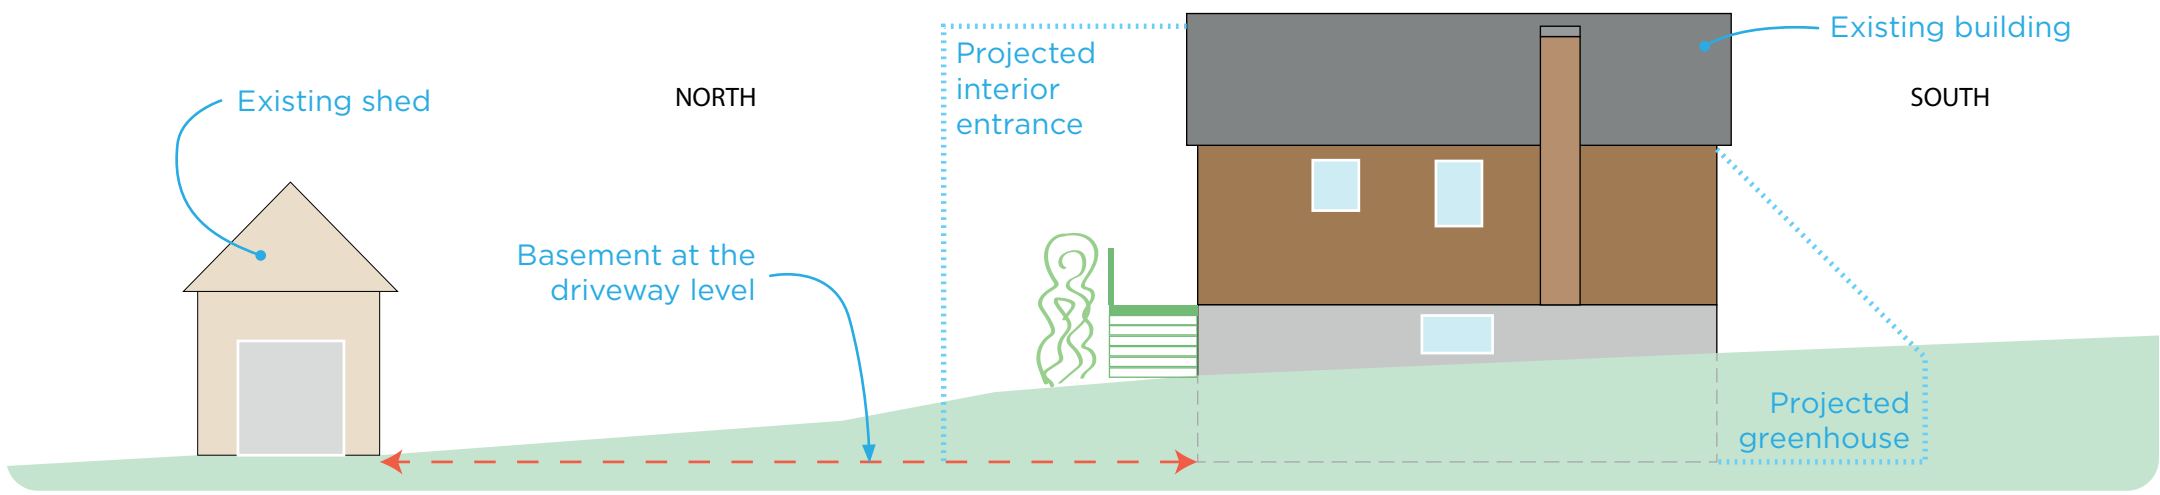 Existing shed
NORTH
Basement at the
driveway level
Projected
interior
entrance
Existing building
SOUTH
Projected
greenhouse